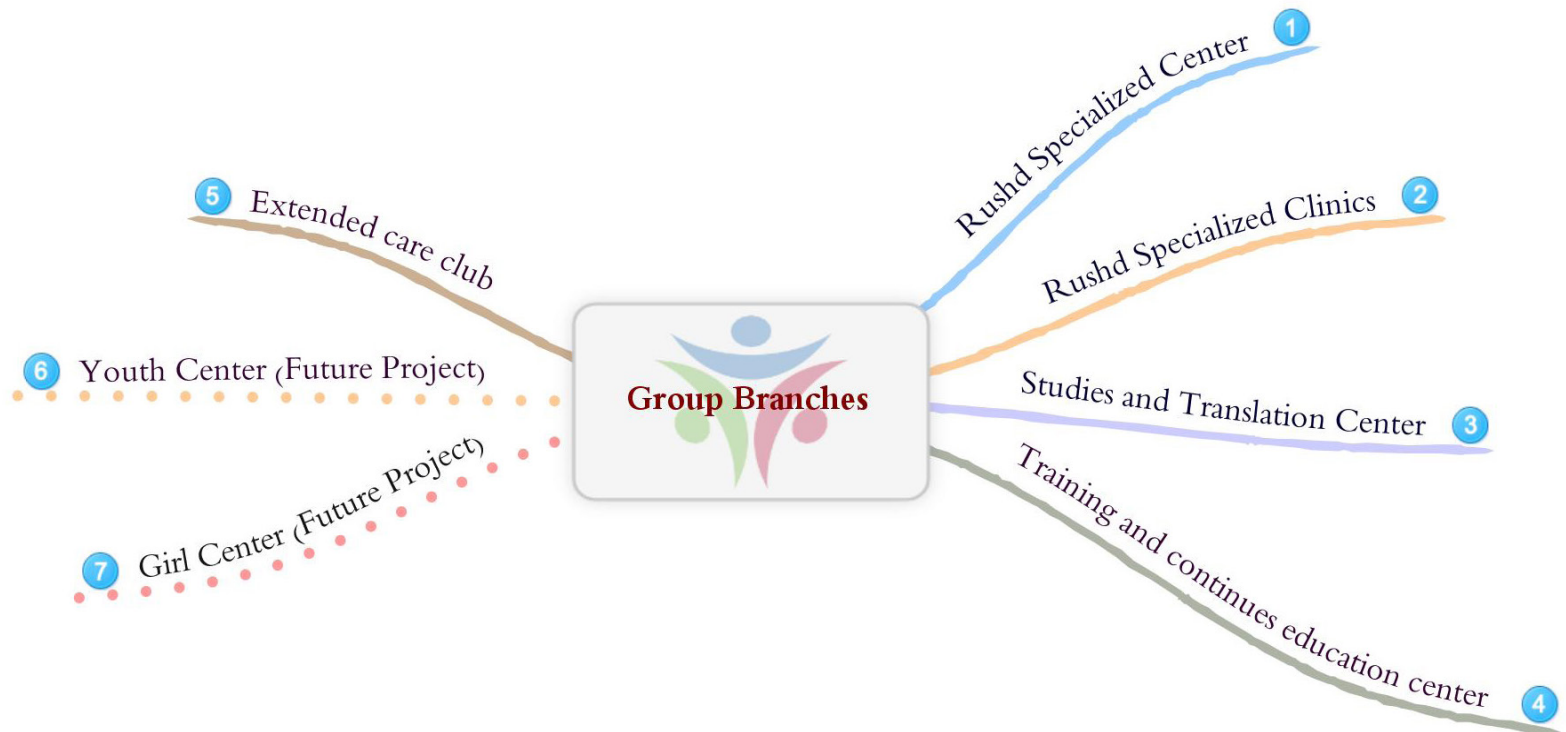 Group Branches
1
Rushd Specialized Center
2
Rushd Specialized Clinics
3
Studies and Translation Center
4
Training and continues education center
5
Extended care club
6
Youth Center (Future Project)
7
Girl Center (Future Project)